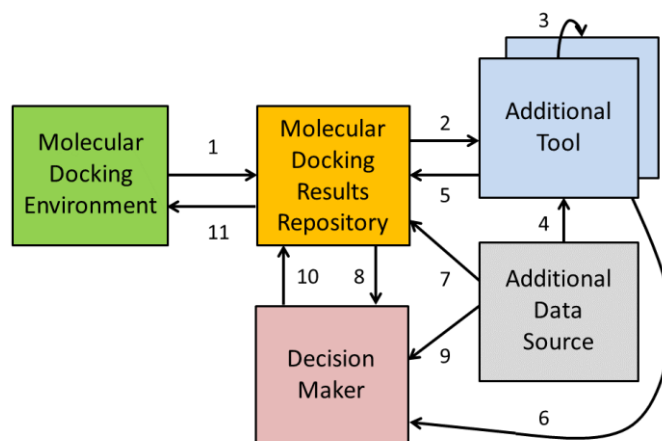 3
Additional
Tool
Molecular
Docking
Environment
1
11
Molecular
Docking
Results
Repository
2
5
4
10
8
7
9
6
Additional
Data
Source
Decision
Maker